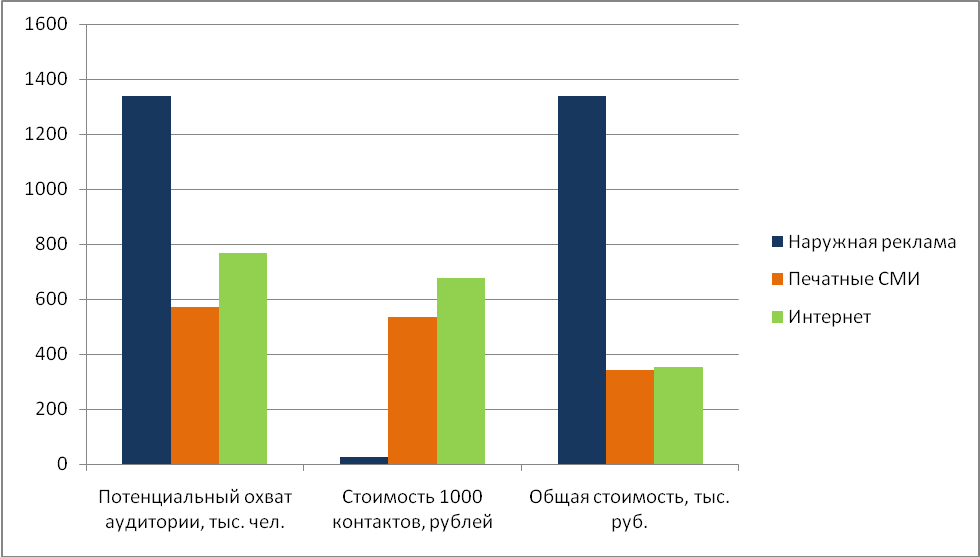 1600
1400
1200
1000
800
600
400
200
0
Потенциальный охват
аудитории, тыс. чел.
Стоимость 1000
контактов, рублей
Общая стоимость, тыс.
руб.
Наружная реклама
Печатные СМИ
Интернет